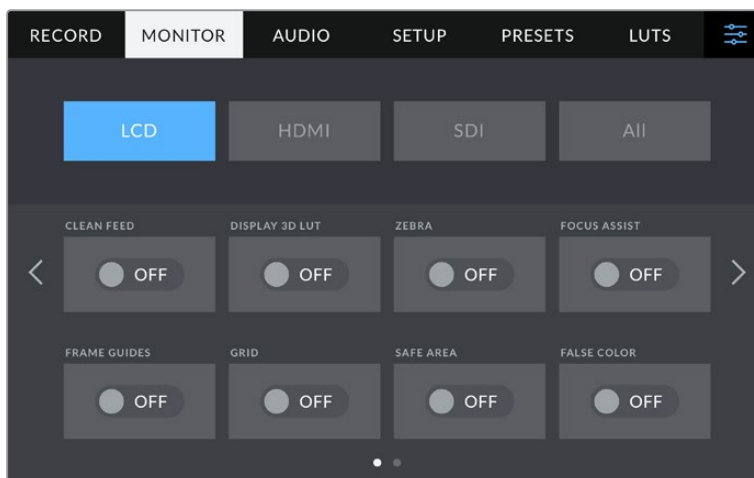 RECORD MONITOR AUDIO SETUP PRESETS LUTS
LCD HDMI SDI All
CLEAN FEED DISPLAY 3D LUT ZEBRA FOCUS ASSIST
OFF OFF OFF OFF
FRAME GUIDES GRID SAFE AREA FALSE COLOR
OFF OFF OFF OFF